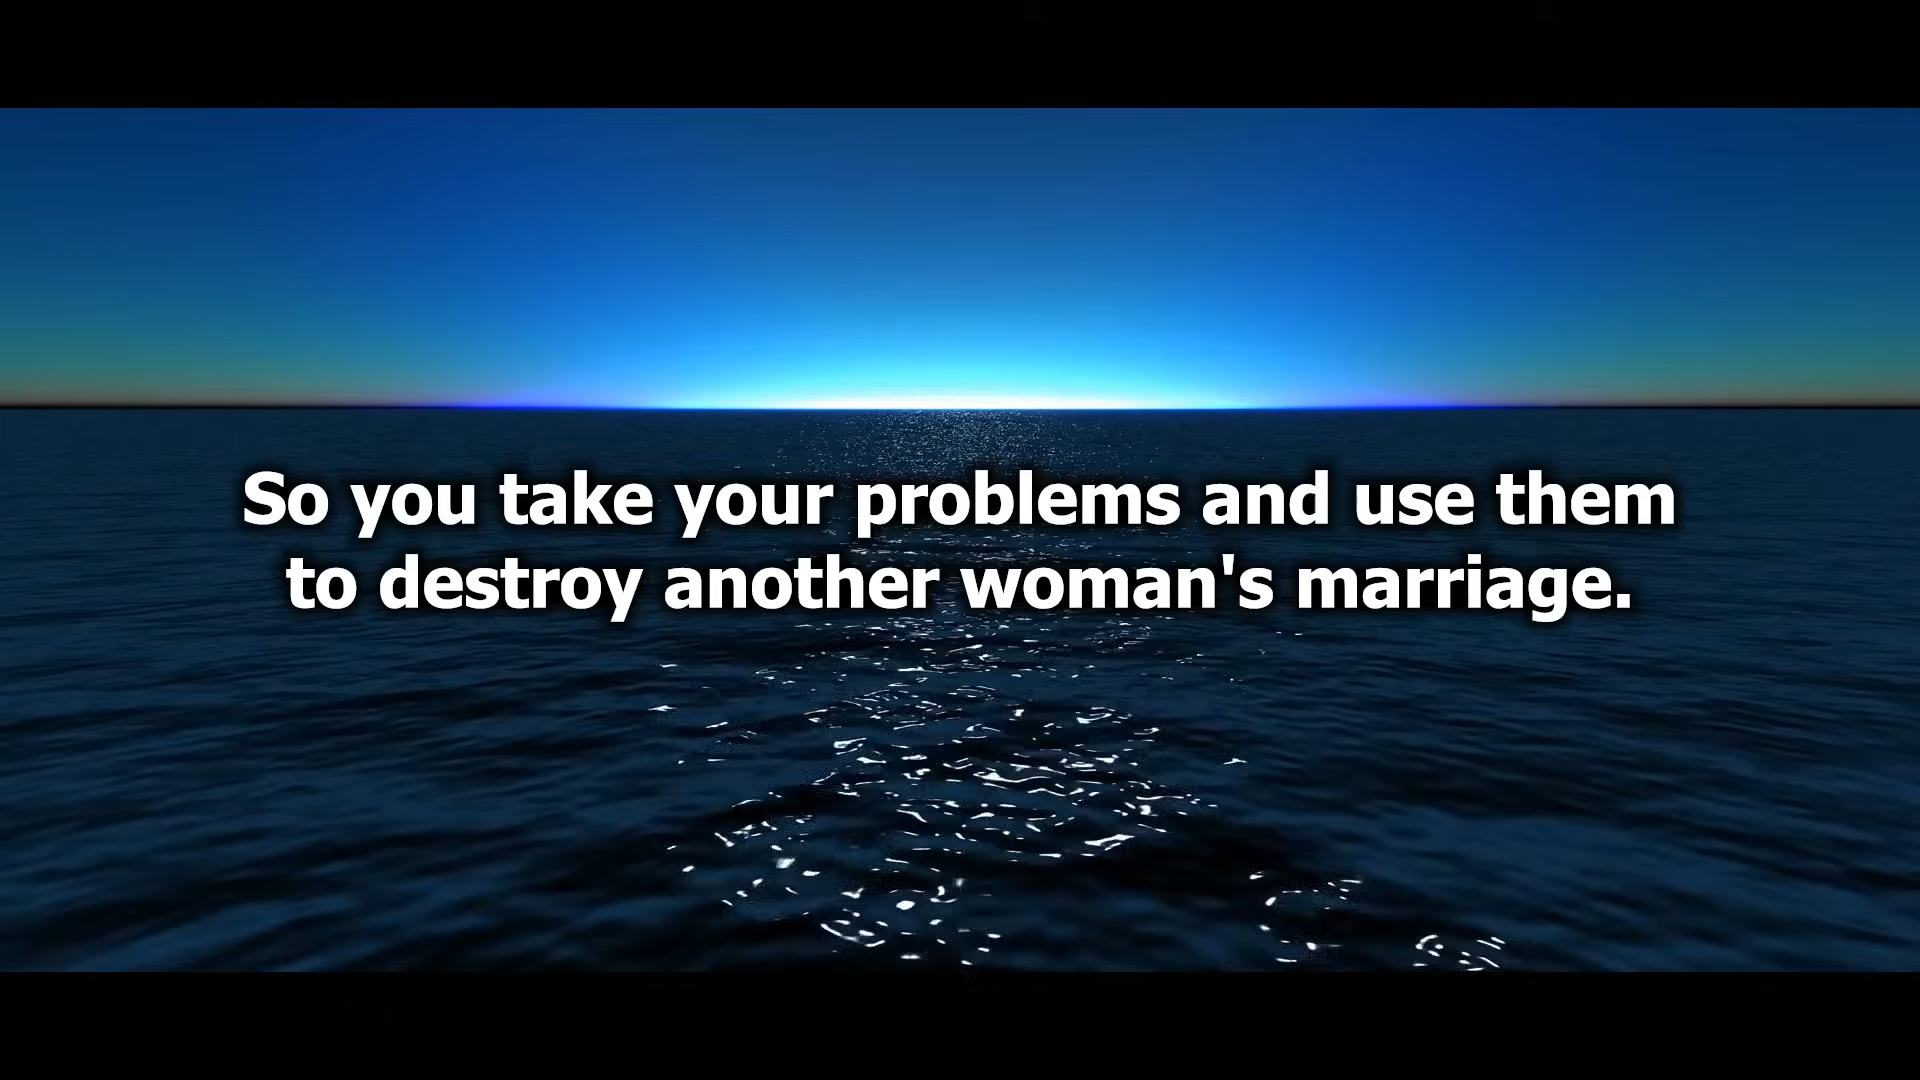 So you take your problems and use them
to destroy another woman's marriage.